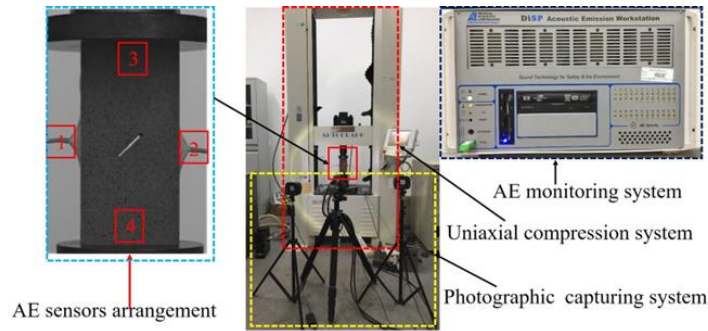 3
1
2
4
AE sensors arrangement
AUTOGRAPH
DiSP Acoustic Emission Workstation
Sound Technology for Safety & the Environment
AE monitoring system
Uniaxial compression system
Photographic capturing system